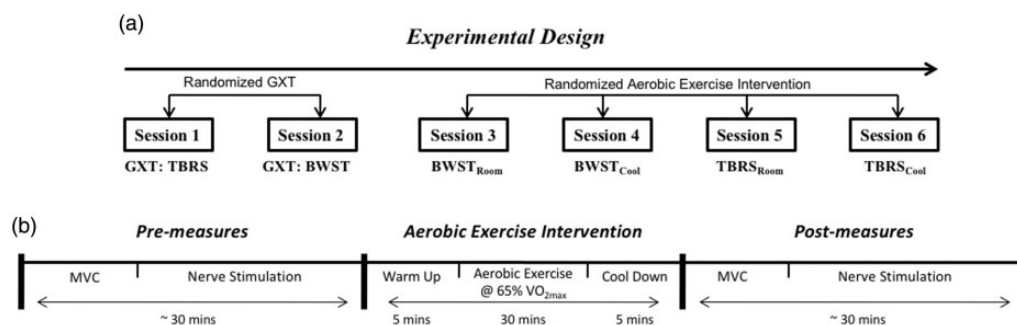 (a)
Experimental Design
Randomized GXT
Randomized Aerobic Exercise Intervention
Session 1
Session 2
Session 3
Session 4
Session 5
Session 6
GXT: TBRS
GXT: BWST
BWSTRoom
BWSTCool
TBRSRoom
TBRSCool
(b)
Pre-measures
Aerobic Exercise Intervention
Post-measures
MVC
Nerve Stimulation
Warm Up
Aerobic Exercise
@ 65% VO2max
Cool Down
MVC
Nerve Stimulation
~ 30 mins
5 mins
30 mins
5 mins
~ 30 mins